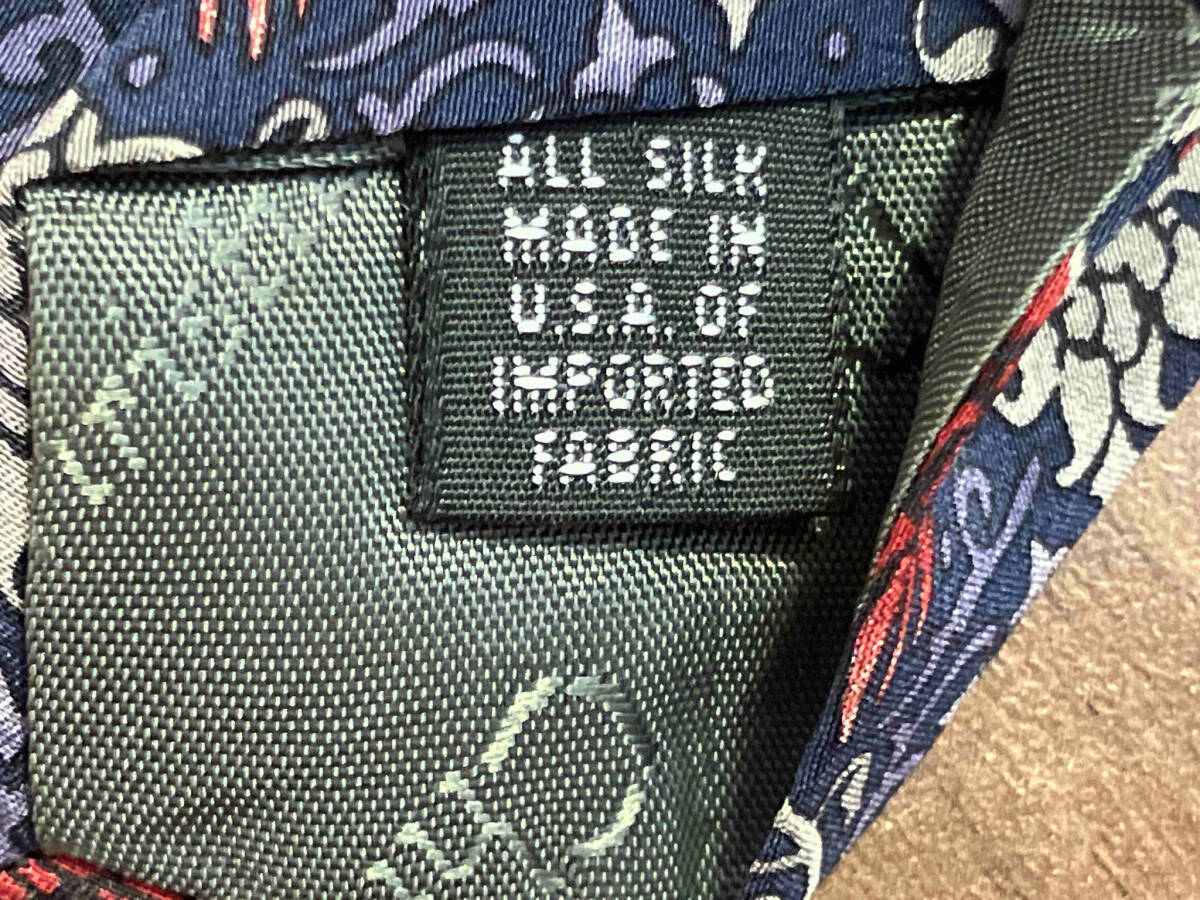 ALL SILK
MADE IN
U.S.A. OF
IMPORTED
FABRIC